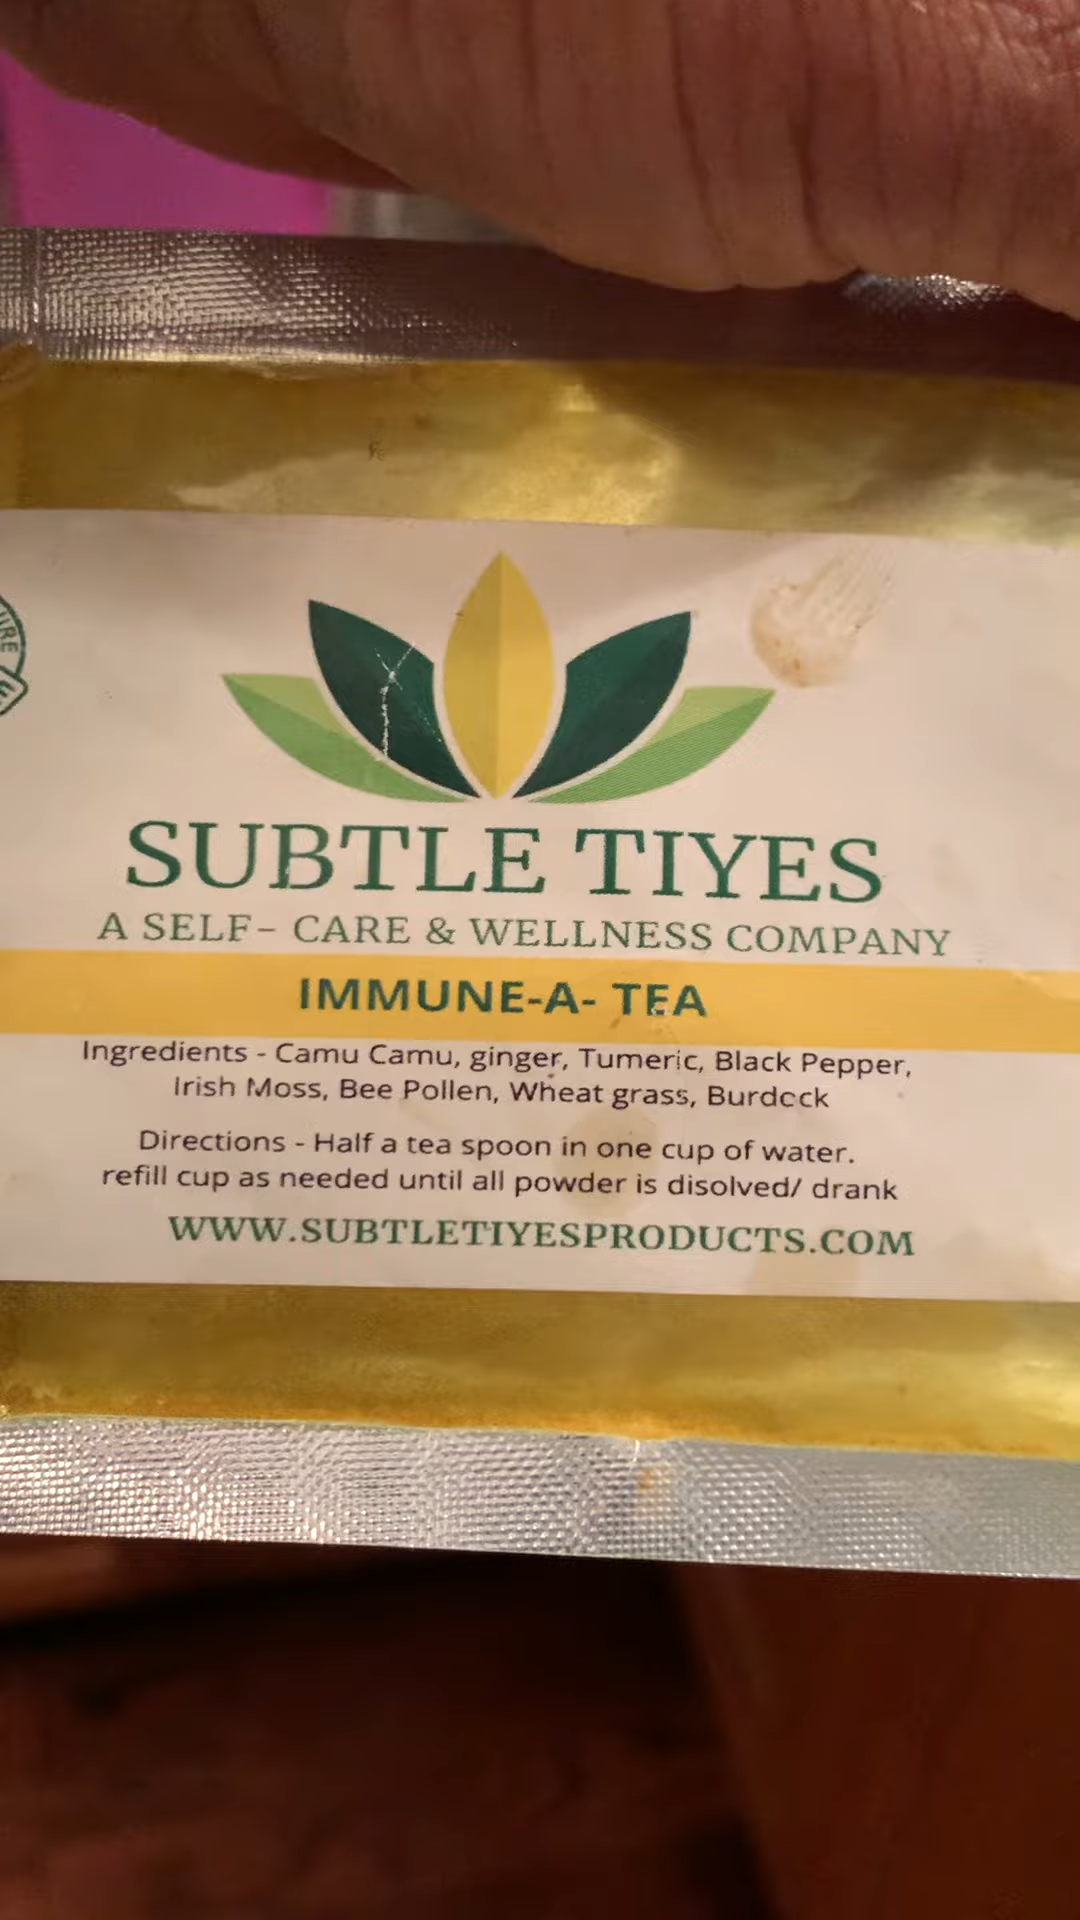 SUBTLE TIYES
A SELF- CARE & WELLNESS COMPANY
IMMUNE-A- TEA
Ingredients - Camu Camu, ginger, Tumeric, Black Pepper,
Irish Moss, Bee Pollen, Wheat grass, Burdock
Directions - Half a tea spoon in one cup of water.
refill cup as needed until all powder is disolved/ drank
WWW.SUBTLETIYESPRODUCTS.COM